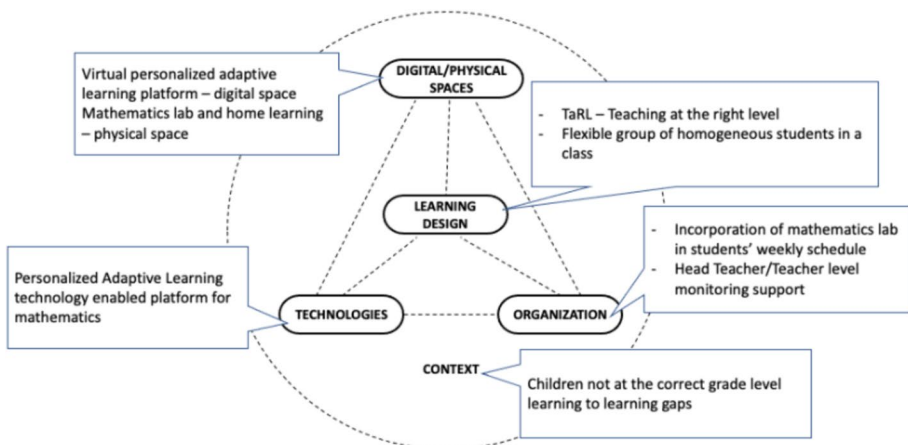 Virtual personalized adaptive
learning platform – digital space
Mathematics lab and home learning
– physical space
DIGITAL/PHYSICAL
SPACES
- TaRL – Teaching at the right level
- Flexible group of homogeneous students in a
class
LEARNING
DESIGN
- Incorporation of mathematics lab
in students' weekly schedule
- Head Teacher/Teacher level
monitoring support
Personalized Adaptive Learning
technology enabled platform for
mathematics
TECHNOLOGIES
ORGANIZATION
CONTEXT
Children not at the correct grade level
learning to learning gaps